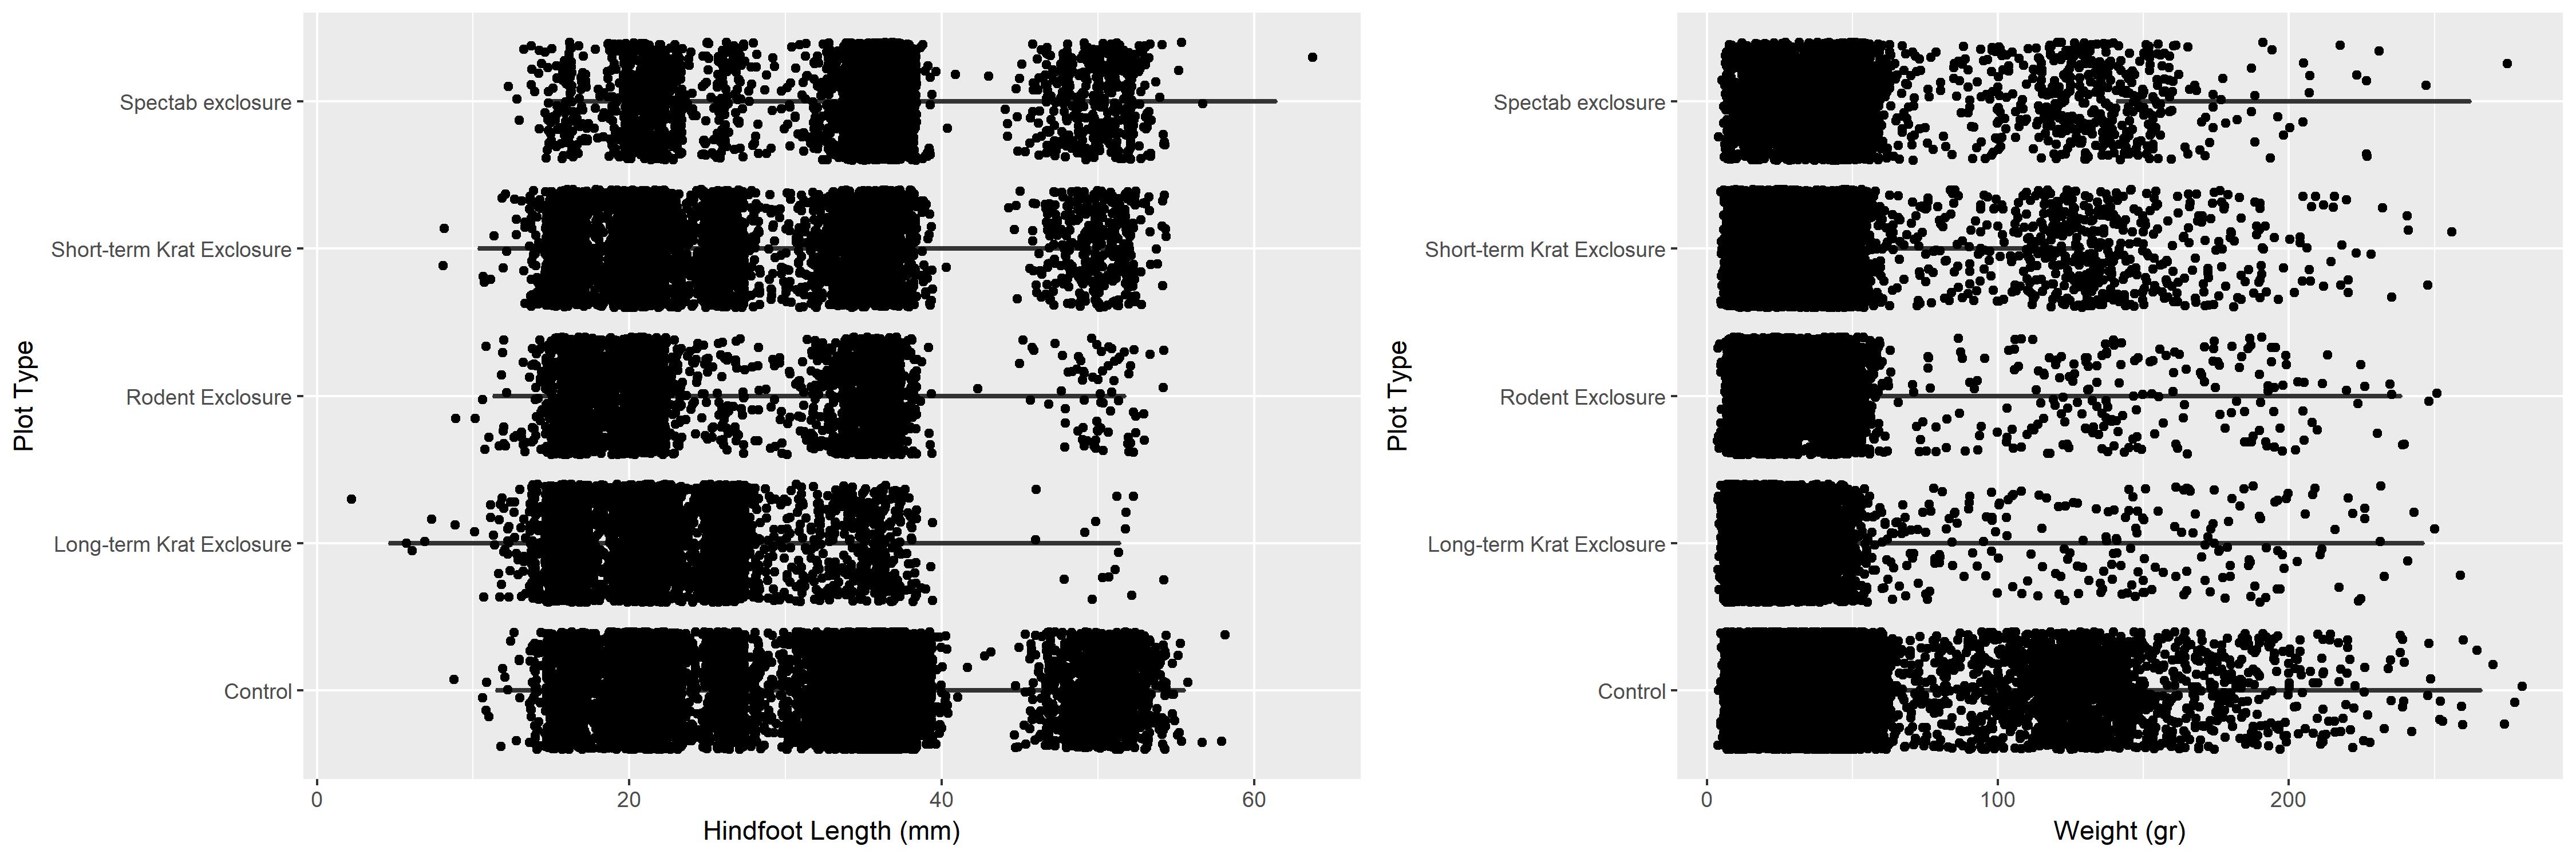 Plot Type
Spectab exclosure
Short-term Krat Exclosure
Rodent Exclosure
Long-term Krat Exclosure
Control
0 20 40 60
Hindfoot Length (mm)
Plot Type
Spectab exclosure
Short-term Krat Exclosure
Rodent Exclosure
Long-term Krat Exclosure
Control
0 100 200
Weight (gr)